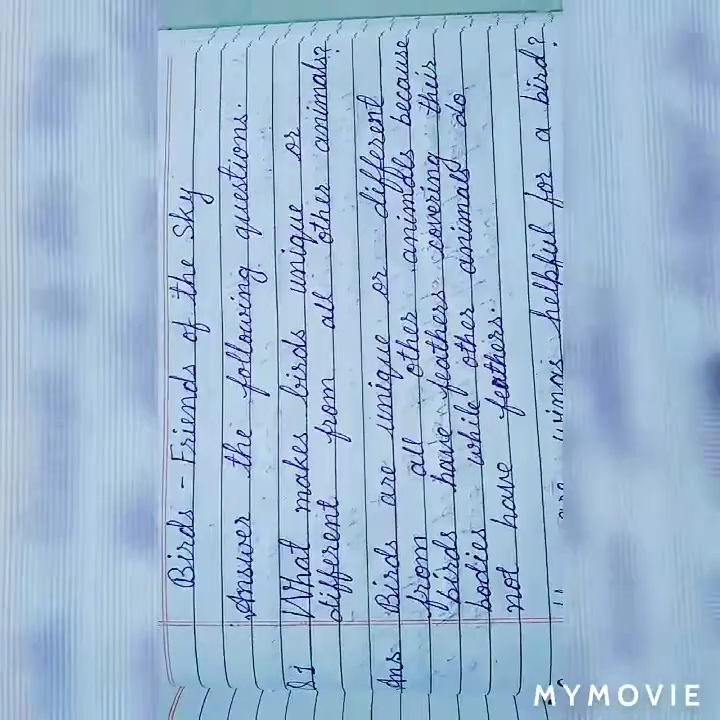 Birds - Friends of the Sky
Answer the following questions.
Q1 What makes birds unique or
different from all other animals?
Ans Birds are unique or different
from all other animals because
birds have feathers covering their
bodies while other animals do
not have feathers.
are wings helpful for a bird?
MYMOVIE